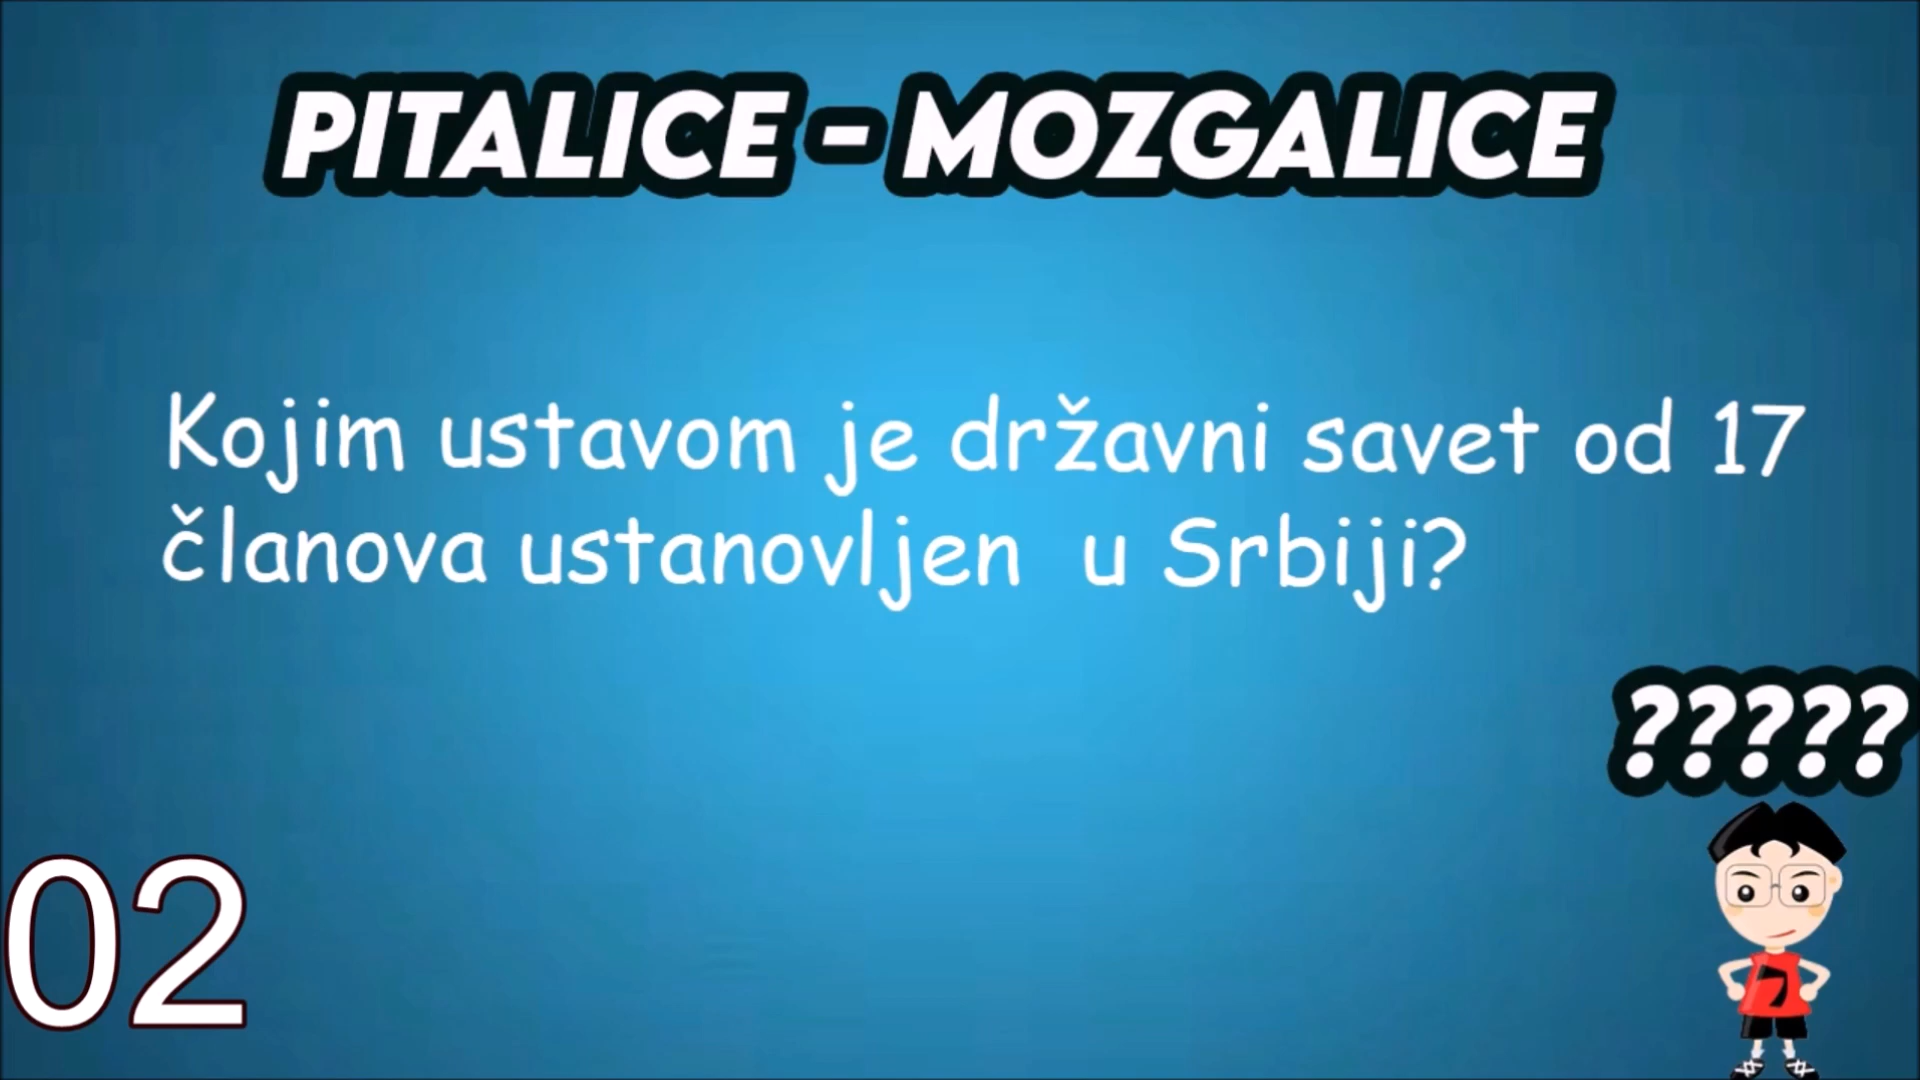 PITALICE - MOZGALICE
Kojim ustavom je državni savet od 17
članova ustanovljen u Srbiji?
?????
02